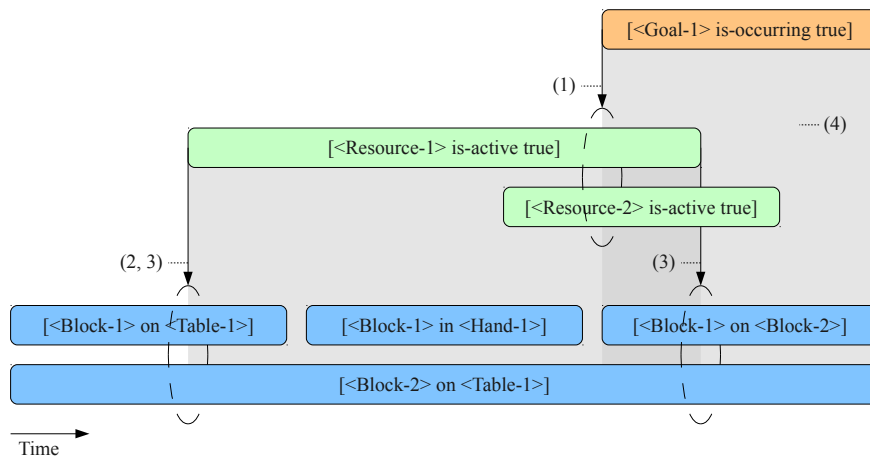 [<Goal-1> is-occurring true]
(1)
(4)
[<Resource-1> is-active true]
[<Resource-2> is-active true]
(2, 3)
(3)
[<Block-1> on <Table-1>]
[<Block-1> in <Hand-1>]
[<Block-1> on <Block-2>]
[<Block-2> on <Table-1>]
Time